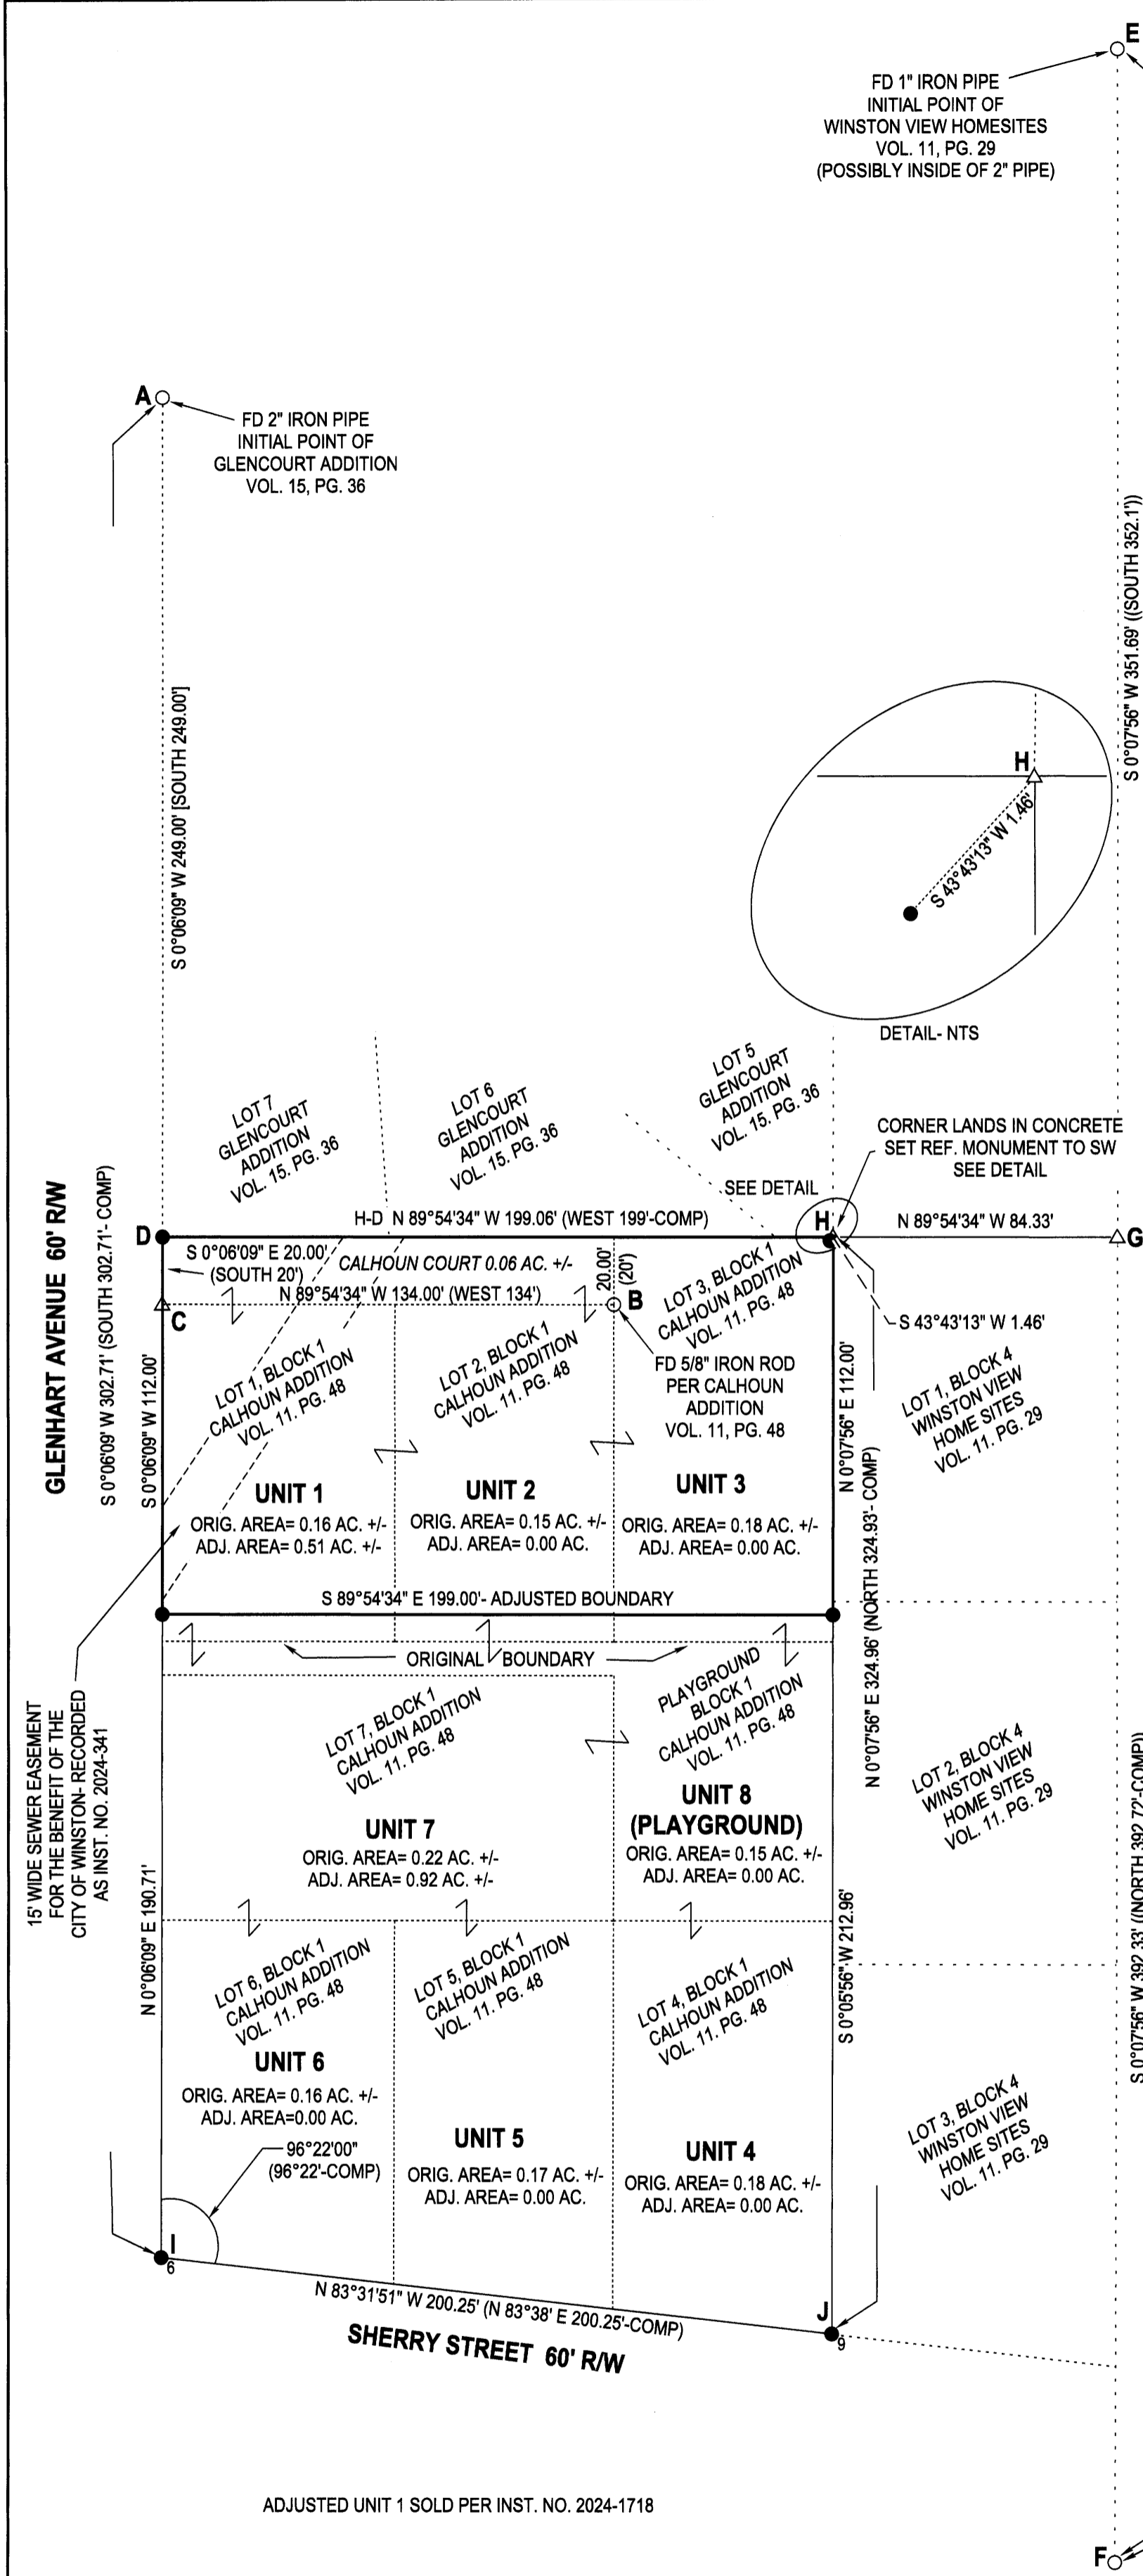 E
FD 1" IRON PIPE
INITIAL POINT OF
WINSTON VIEW HOMESITES
VOL. 11, PG. 29
(POSSIBLY INSIDE OF 2" PIPE)
A
FD 2" IRON PIPE
INITIAL POINT OF
GLENCOURT ADDITION
VOL. 15, PG. 36
S 0°06'09" W 249.00' [SOUTH 249.00']
S 0°07'56" W 351.69' ((SOUTH 352.1'))
H
S 43°43'13" W 1.46'
DETAIL- NTS
LOT 7
GLENCOURT
ADDITION
VOL. 15. PG. 36
LOT 6
GLENCOURT
ADDITION
VOL. 15. PG. 36
LOT 5
GLENCOURT
ADDITION
VOL. 15. PG. 36
CORNER LANDS IN CONCRETE
SET REF. MONUMENT TO SW
SEE DETAIL
SEE DETAIL
D
H-D N 89°54'34" W 199.06' (WEST 199'-COMP)
H
N 89°54'34" W 84.33'
G
S 0°06'09" E 20.00'
(SOUTH 20')
CALHOUN COURT 0.06 AC. +/-
20.00'
(20')
N 89°54'34" W 134.00' (WEST 134')
C
B
S 43°43'13" W 1.46'
FD 5/8" IRON ROD
PER CALHOUN
ADDITION
VOL. 11, PG. 48
GLENHART AVENUE 60' R/W
S 0°06'09' W 302.71' (SOUTH 302.71'- COMP)
S 0°06'09" W 112.00'
LOT 1, BLOCK 1
CALHOUN ADDITION
VOL. 11. PG. 48
LOT 2, BLOCK 1
CALHOUN ADDITION
VOL. 11. PG. 48
LOT 3, BLOCK 1
CALHOUN ADDITION
VOL. 11. PG. 48
N 0°07'56" E 112.00'
N 0°07'56" E 324.96' (NORTH 324.93'- COMP)
LOT 1, BLOCK 4
WINSTON VIEW
HOME SITES
VOL. 11. PG. 29
UNIT 1
ORIG. AREA= 0.16 AC. +/-
ADJ. AREA= 0.51 AC. +/-
UNIT 2
ORIG. AREA= 0.15 AC. +/-
ADJ. AREA= 0.00 AC.
UNIT 3
ORIG. AREA= 0.18 AC. +/-
ADJ. AREA= 0.00 AC.
S 89°54'34" E 199.00'- ADJUSTED BOUNDARY
ORIGINAL BOUNDARY
15' WIDE SEWER EASEMENT
FOR THE BENEFIT OF THE
CITY OF WINSTON- RECORDED
AS INST. NO. 2024-341
LOT 7, BLOCK 1
CALHOUN ADDITION
VOL. 11. PG. 48
PLAYGROUND
BLOCK 1
CALHOUN ADDITION
VOL. 11. PG. 48
LOT 2, BLOCK 4
WINSTON VIEW
HOME SITES
VOL. 11. PG. 29
UNIT 7
ORIG. AREA= 0.22 AC. +/-
ADJ. AREA= 0.92 AC. +/-
UNIT 8
(PLAYGROUND)
ORIG. AREA= 0.15 AC. +/-
ADJ. AREA= 0.00 AC.
N 0°06'09" E 190.71'
S 0°05'56" W 212.96'
S 0°07'56" W 392.33' ((NORTH 392.72'-COMP))
LOT 6, BLOCK 1
CALHOUN ADDITION
VOL. 11. PG. 48
LOT 5, BLOCK 1
CALHOUN ADDITION
VOL. 11. PG. 48
LOT 4, BLOCK 1
CALHOUN ADDITION
VOL. 11. PG. 48
UNIT 6
ORIG. AREA= 0.16 AC. +/-
ADJ. AREA=0.00 AC.
96°22'00"
(96°22'-COMP)
UNIT 5
ORIG. AREA= 0.17 AC. +/-
ADJ. AREA= 0.00 AC.
UNIT 4
ORIG. AREA= 0.18 AC. +/-
ADJ. AREA= 0.00 AC.
LOT 3, BLOCK 4
WINSTON VIEW
HOME SITES
VOL. 11. PG. 29
I
6
N 83°31'51" W 200.25' (N 83°38' E 200.25'-COMP)
J
9
SHERRY STREET 60' R/W
ADJUSTED UNIT 1 SOLD PER INST. NO. 2024-1718
F